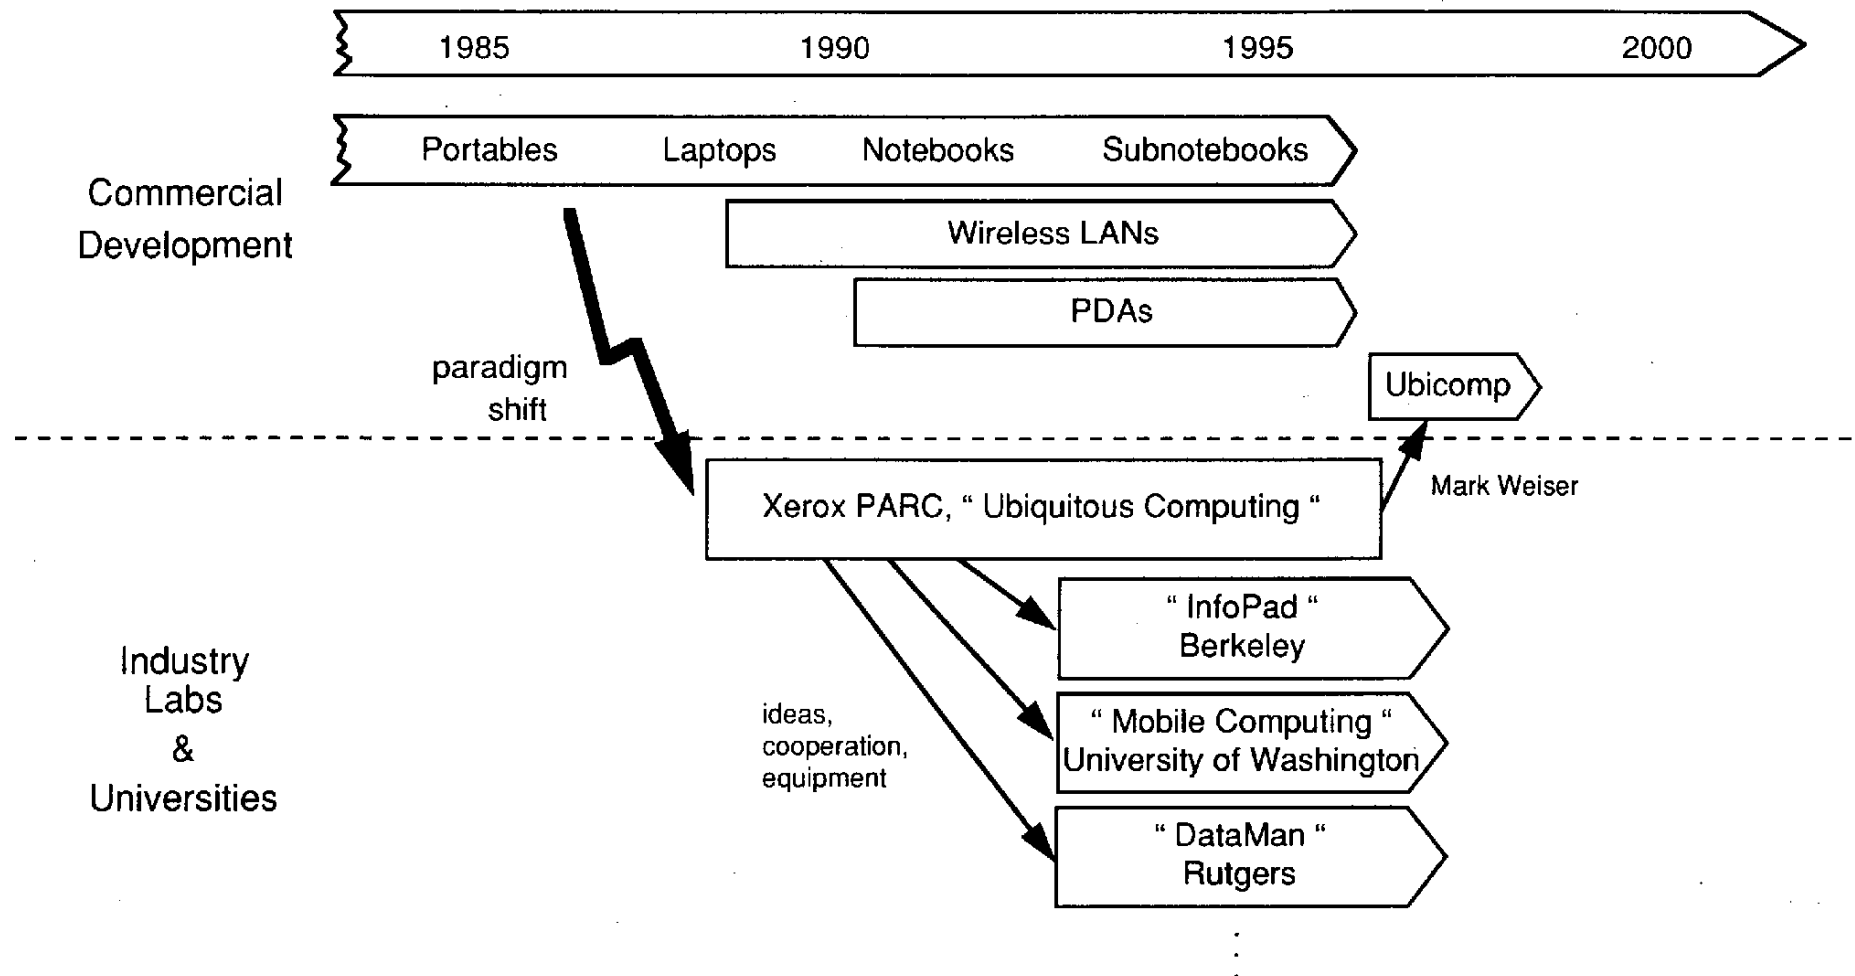 1985 1990 1995 2000
Portables Laptops Notebooks Subnotebooks
Commercial
Development
Wireless LANs
PDAs
paradigm
shift
Ubicomp
Xerox PARC, “ Ubiquitous Computing “
Mark Weiser
“ InfoPad “
Berkeley
Industry
Labs
&
Universities
ideas,
cooperation,
equipment
“ Mobile Computing “
University of Washington
“ DataMan “
Rutgers